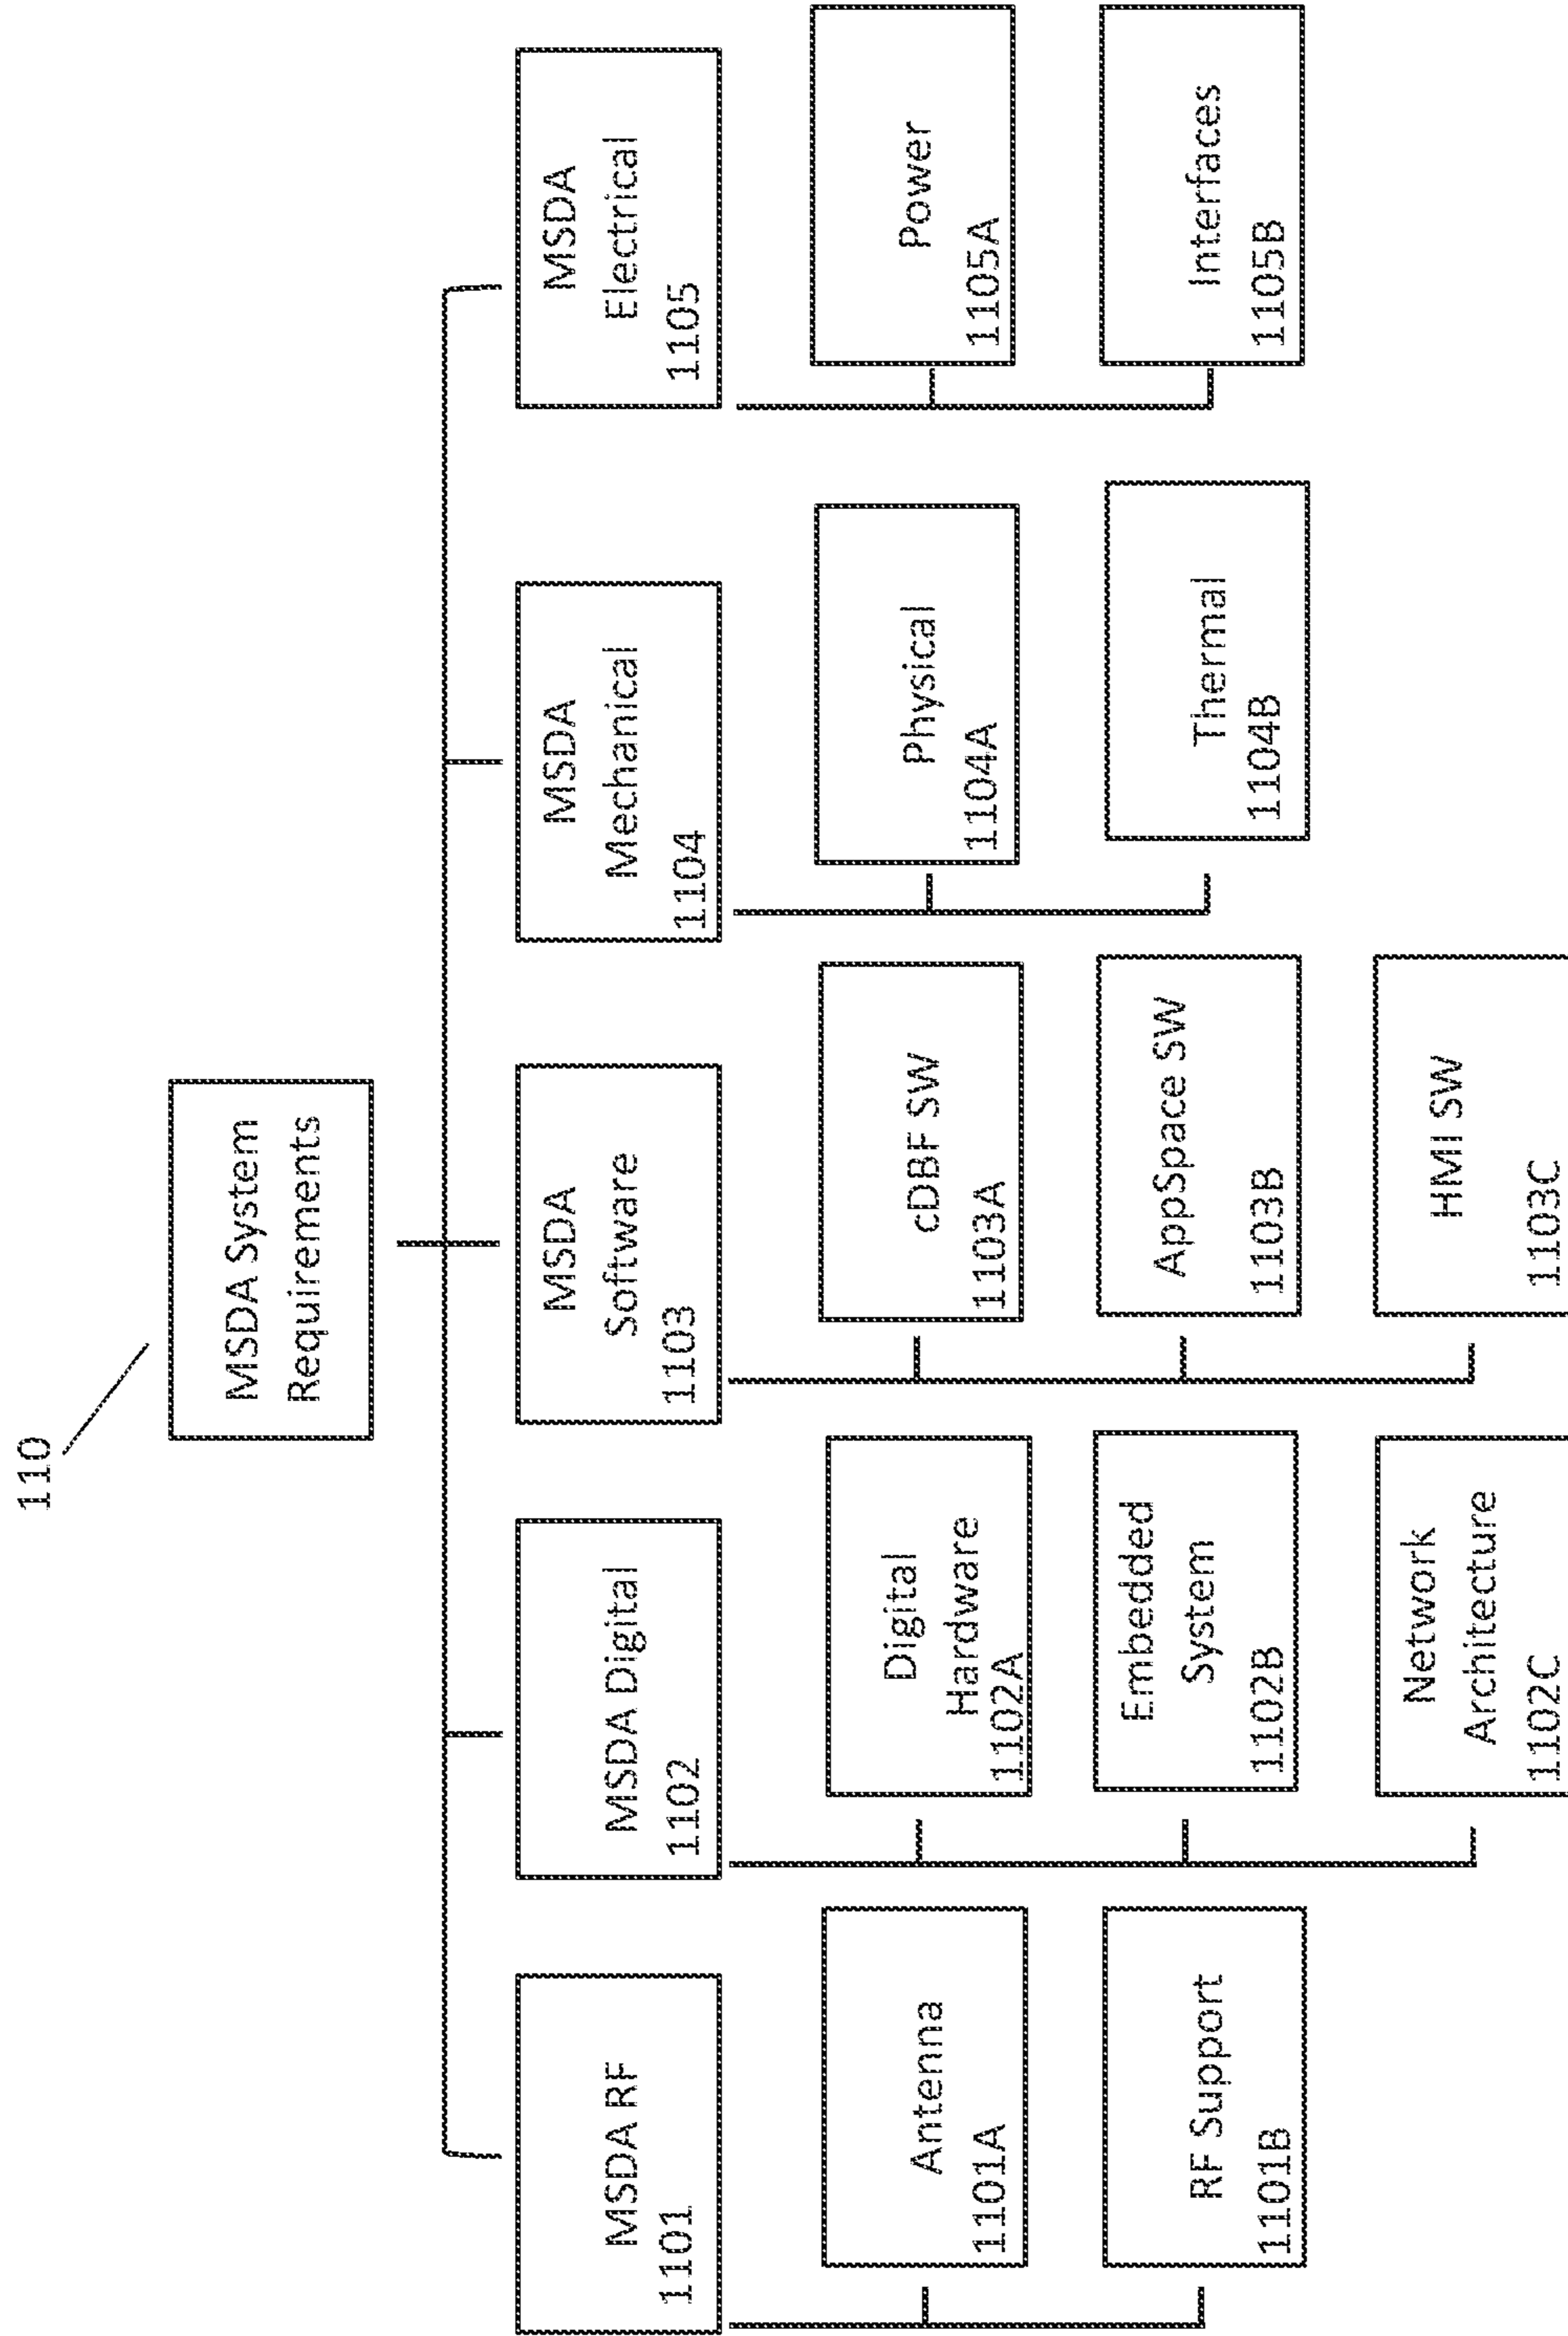 110
MSDA System
Requirements
MSDA RF
1101
MSDA Digital
1102
MSDA
Software
1103
MSDA
Mechanical
1104
MSDA
Electrical
1105
Antenna
1101A
RF Support
1101B
Digital
Hardware
1102A
Embedded
System
1102B
Network
Architecture
1102C
cDBF SW
1103A
AppSpace SW
1103B
HMI SW
1103C
Physical
1104A
Thermal
1104B
Power
1105A
Interfaces
1105B